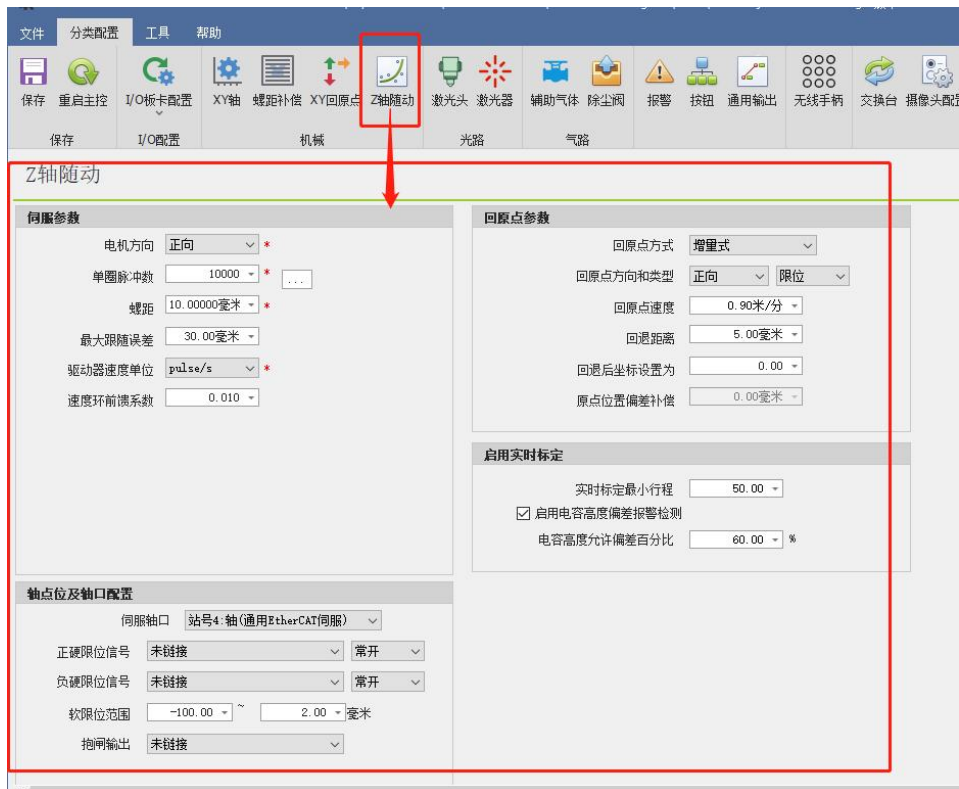 文件 分类配置 工具 帮助
保存 重启主控 I/O板卡配置 XY轴 螺距补偿 XY回原点 Z轴随动 激光头 激光器 辅助气体 除尘阀 报警 按钮 通用输出 无线手柄 交换台 摄像头配
保存 I/O配置 机械 光路 气路
Z轴随动
伺服参数
电机方向 正向 *
单圈脉冲数 10000 * ...
螺距 10.00000毫米 *
最大跟随误差 30.00毫米
驱动器速度单位 pulse/s *
速度环前馈系数 0.010
回原点参数
回原点方式 增量式
回原点方向和类型 正向 限位
回原点速度 0.90米/分
回退距离 5.00毫米
回退后坐标设置为 0.00
原点位置偏差补偿 0.00毫米
启用实时标定
实时标定最小行程 50.00
启用电容高度偏差报警检测
电容高度允许偏差百分比 60.00 %
轴点位及轴口配置
伺服轴口 站号4:轴(通用EtherCAT伺服)
正硬限位信号 未链接 常开
负硬限位信号 未链接 常开
软限位范围 -100.00 ~ 2.00 毫米
抱闸输出 未链接